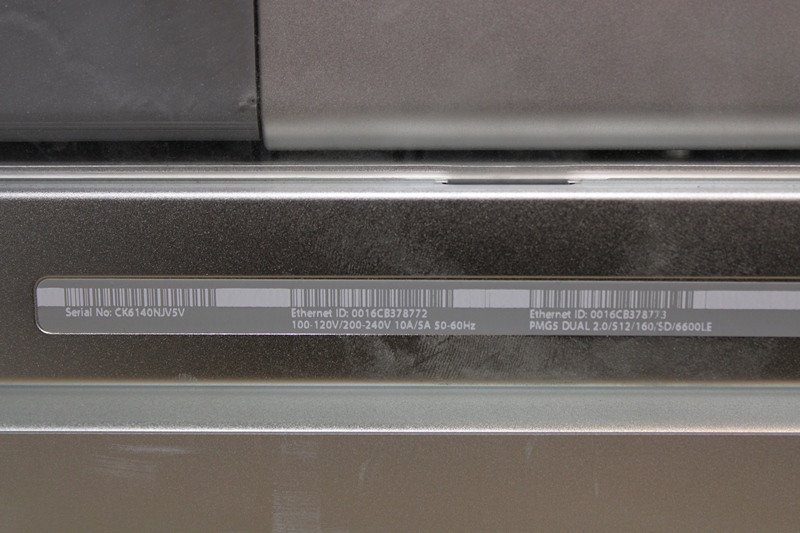 Serial No: CK6140NJV5V
Ethernet ID: 0016CB378772
100-120V/200-240V 10A/5A 50-60Hz
Ethernet ID: 0016CB378773
PMG5 DUAL 2.0/512/160/SD/6600LE